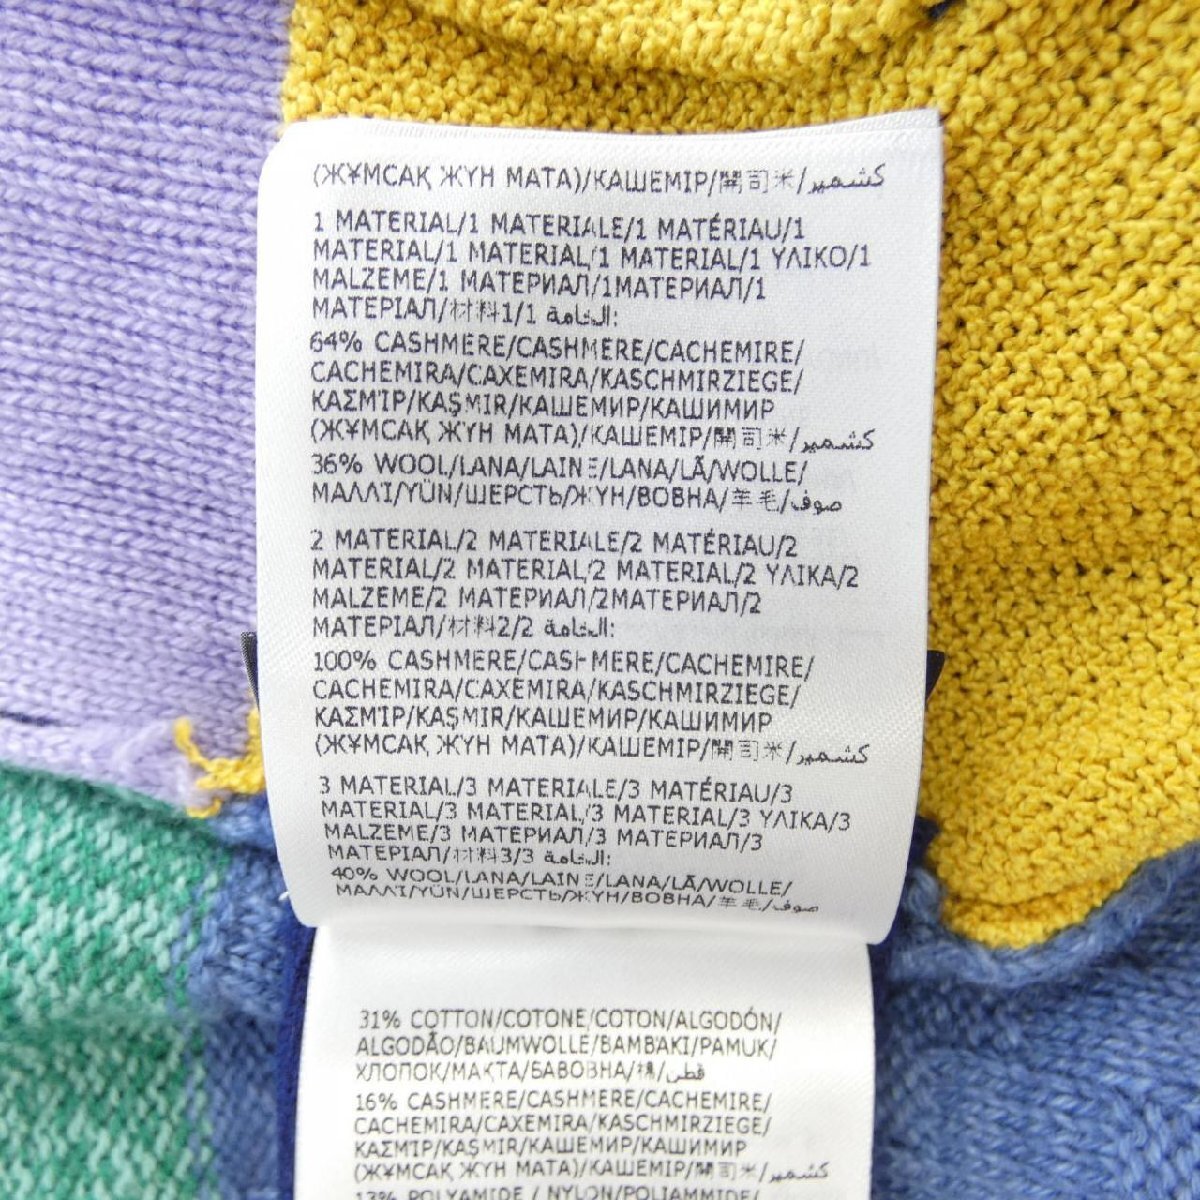 (ЖҰМСАҚ ЖҮН МАТА)/КАШЕМІР/開司米/كشمير
1 MATERIAL/1 MATERIALE/1 MATÉRIAU/1
MATERIAL/1 MATERIAL/1 MATERIAL/1 ΥΛΙΚΟ/1
MALZEME/1 МАТЕРИАЛ/1МАТЕРИАЛ/1
МАТЕРІАЛ/材料1/1 الخامة:
64% CASHMERE/CASHMERE/CACHEMIRE/
CACHEMIRA/CAXEMIRA/KASCHMIRZIEGE/
ΚΑΣΜΊΡ/KAŞMIR/КАШЕМИР/КАШИМИР
(ЖҰМСАҚ ЖҮН МАТА)/КАШЕМІР/開司米/كشمير
36% WOOL/LANA/LAINE/LANA/LÃ/WOLLE/
ΜΑΛΛΊ/YÜN/ШЕРСТЬ/ЖҮН/ВОВНА/羊毛/صوف
2 MATERIAL/2 MATERIALE/2 MATÉRIAU/2
MATERIAL/2 MATERIAL/2 MATERIAL/2 ΥΛΙΚΑ/2
MALZEME/2 МАТЕРИАЛ/2МАТЕРИАЛ/2
МАТЕРІАЛ/材料2/2 الخامة:
100% CASHMERE/CASHMERE/CACHEMIRE/
CACHEMIRA/CAXEMIRA/KASCHMIRZIEGE/
ΚΑΣΜΊΡ/KAŞMIR/КАШЕМИР/КАШИМИР
(ЖҰМСАҚ ЖҮН МАТА)/КАШЕМІР/開司米/كشمير
3 MATERIAL/3 MATERIALE/3 MATÉRIAU/3
MATERIAL/3 MATERIAL/3 MATERIAL/3 ΥΛΙΚΑ/3
MALZEME/3 МАТЕРИАЛ/3 МАТЕРИАЛ/3
МАТЕРІАЛ/材料3/3 الخامة:
40% WOOL/LANA/LAINE/LANA/LÃ/WOLLE/
ΜΑΛΛΊ/YÜN/ШЕРСТЬ/ЖҮН/ВОВНА/羊毛/صوف
31% COTTON/COTONE/COTON/ALGODÓN/
ALGODÃO/BAUMWOLLE/ΒΑΜΒΑΚΙ/PAMUK/
ХЛОПОК/МАҚТА/БАВОВНА/棉/قطن
16% CASHMERE/CASHMERE/CACHEMIRE/
CACHEMIRA/CAXEMIRA/KASCHMIRZIEGE/
ΚΑΣΜΊΡ/KAŞMIR/КАШЕМИР/КАШИМИР
(ЖҰМСАҚ ЖҮН МАТА)/КАШЕМІР/開司米/كشمير
13% POLYAMIDE / NYLON/POLIAMMIDE/